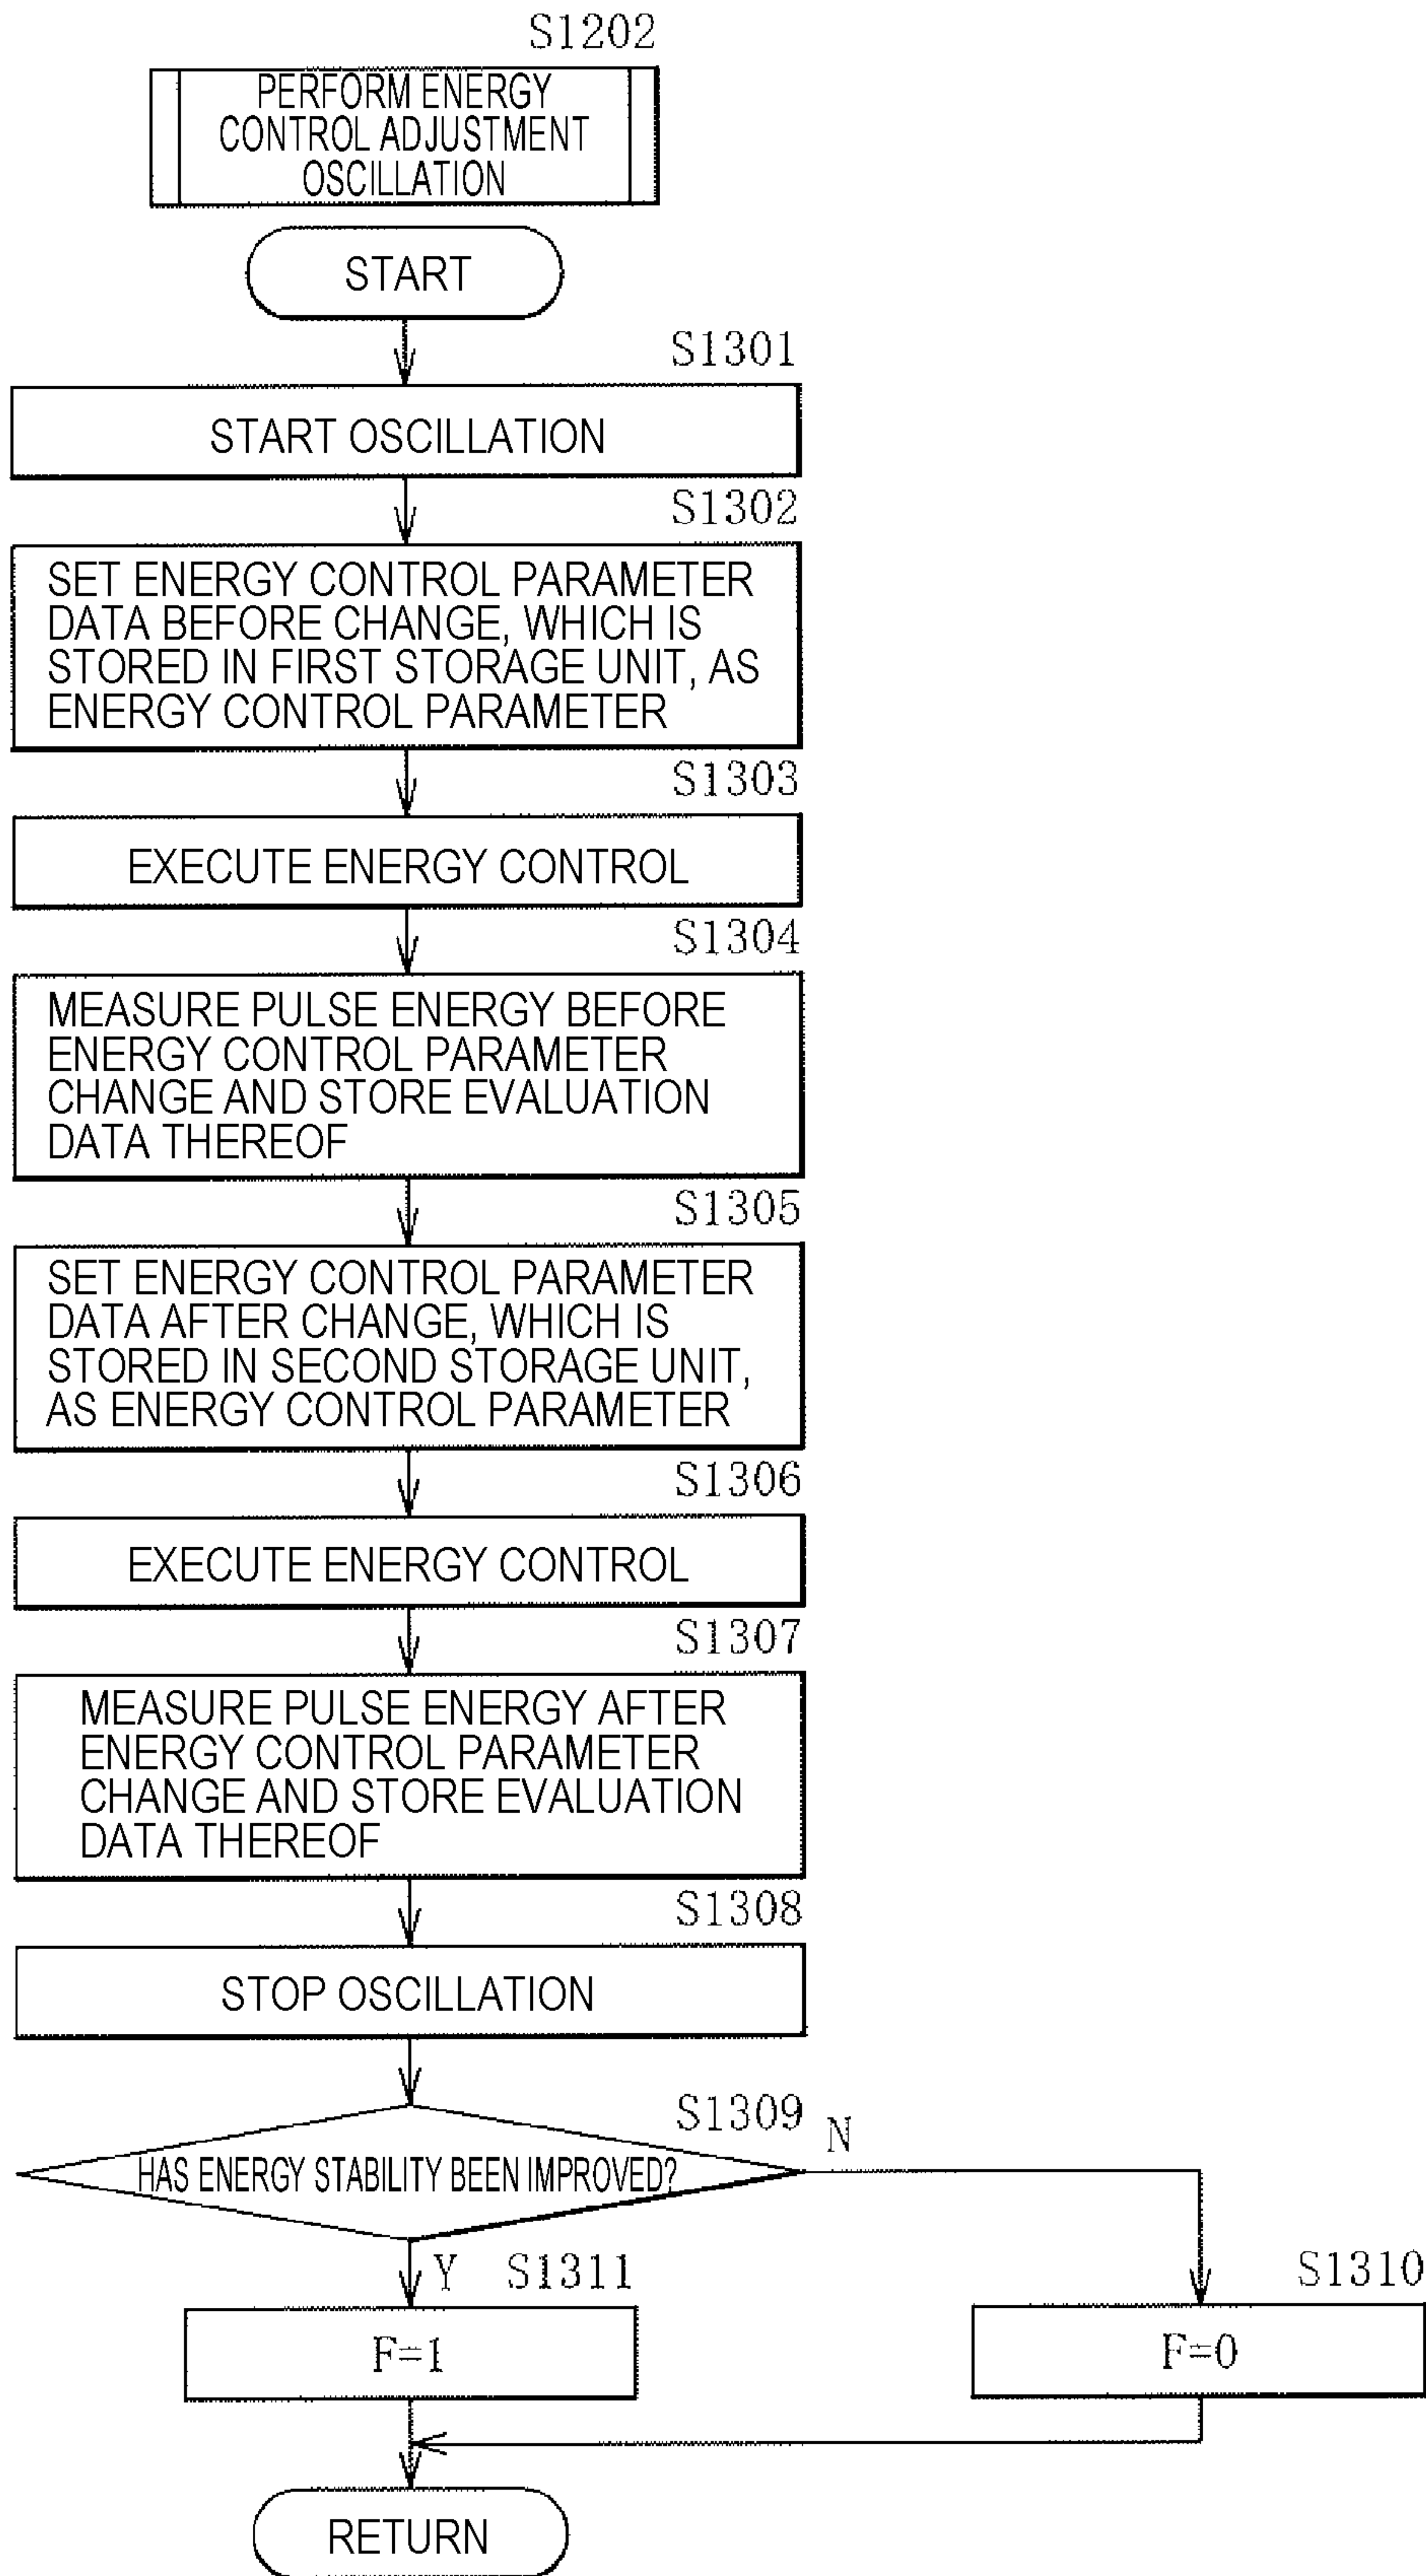 S1202
PERFORM ENERGY
CONTROL ADJUSTMENT
OSCILLATION
START
S1301
START OSCILLATION
S1302
SET ENERGY CONTROL PARAMETER
DATA BEFORE CHANGE, WHICH IS
STORED IN FIRST STORAGE UNIT, AS
ENERGY CONTROL PARAMETER
S1303
EXECUTE ENERGY CONTROL
S1304
MEASURE PULSE ENERGY BEFORE
ENERGY CONTROL PARAMETER
CHANGE AND STORE EVALUATION
DATA THEREOF
S1305
SET ENERGY CONTROL PARAMETER
DATA AFTER CHANGE, WHICH IS
STORED IN SECOND STORAGE UNIT,
AS ENERGY CONTROL PARAMETER
S1306
EXECUTE ENERGY CONTROL
S1307
MEASURE PULSE ENERGY AFTER
ENERGY CONTROL PARAMETER
CHANGE AND STORE EVALUATION
DATA THEREOF
S1308
STOP OSCILLATION
S1309
N
HAS ENERGY STABILITY BEEN IMPROVED?
Y
S1311
S1310
F=1
F=0
RETURN